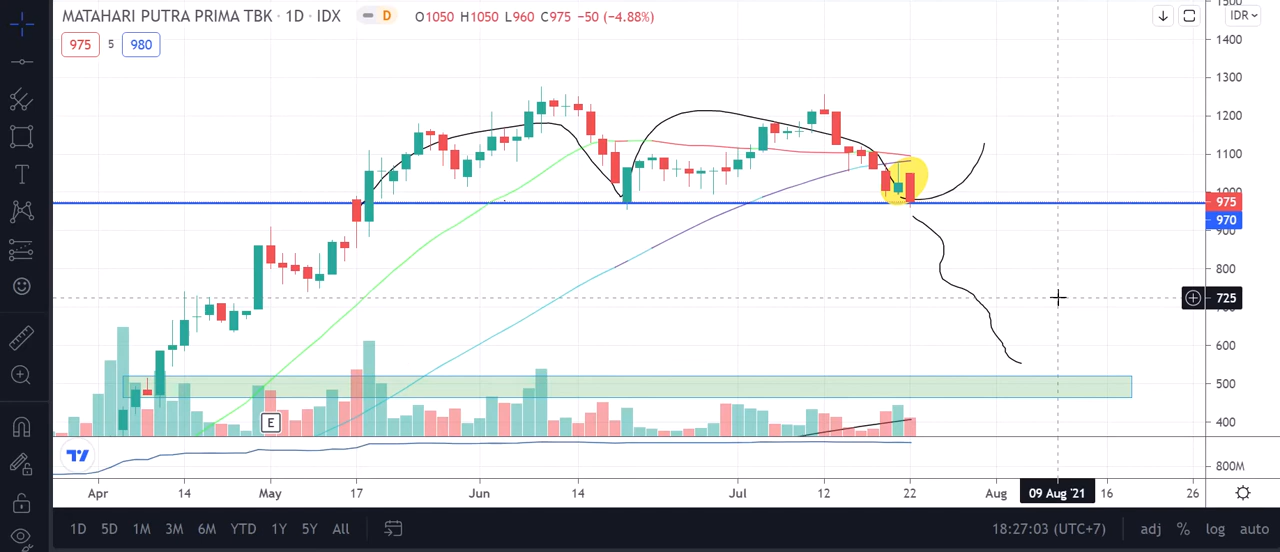 MATAHARI PUTRA PRIMA TBK · 1D · IDX D O1050 H1050 L960 C975 −50 (−4.88%)
IDR
975 5 980
1500
1400
1300
1200
1100
1000
975
970
900
800
725
700
600
500
400
E
800M
Apr 14 May 17 Jun 14 Jul 12 22 Aug 09 Aug '21 16 26
1D 5D 1M 3M 6M YTD 1Y 5Y All 18:27:03 (UTC+7) adj % log auto